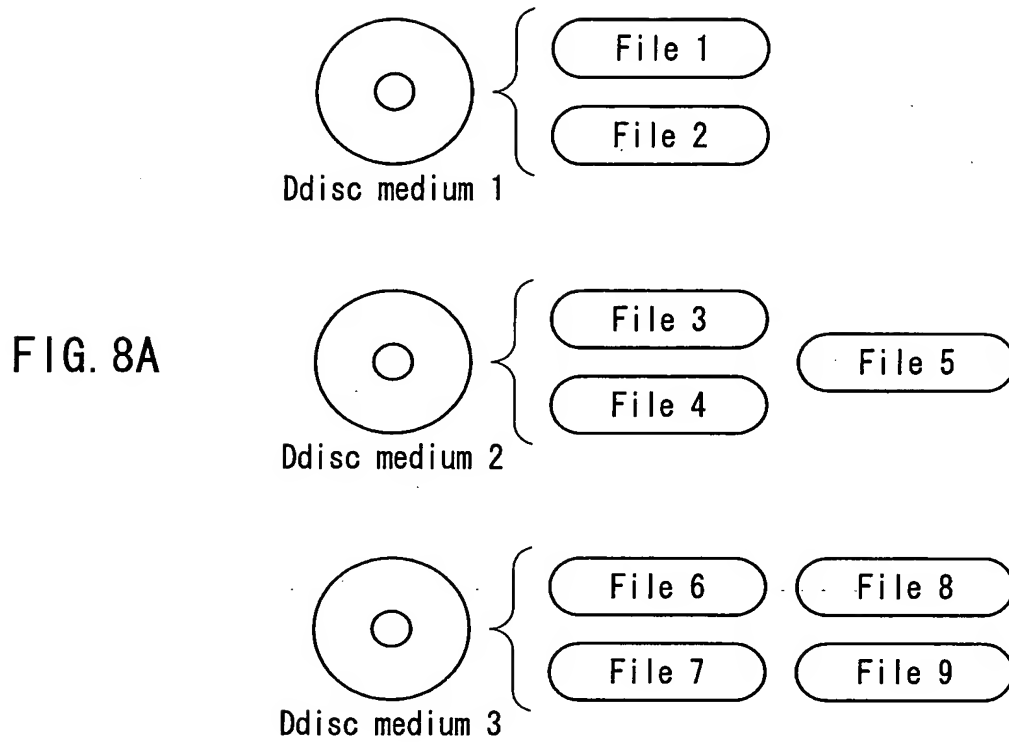 File 1
File 2
Ddisc medium 1
FIG. 8A
File 3
File 4
File 5
Ddisc medium 2
File 6
File 8
File 7
File 9
Ddisc medium 3